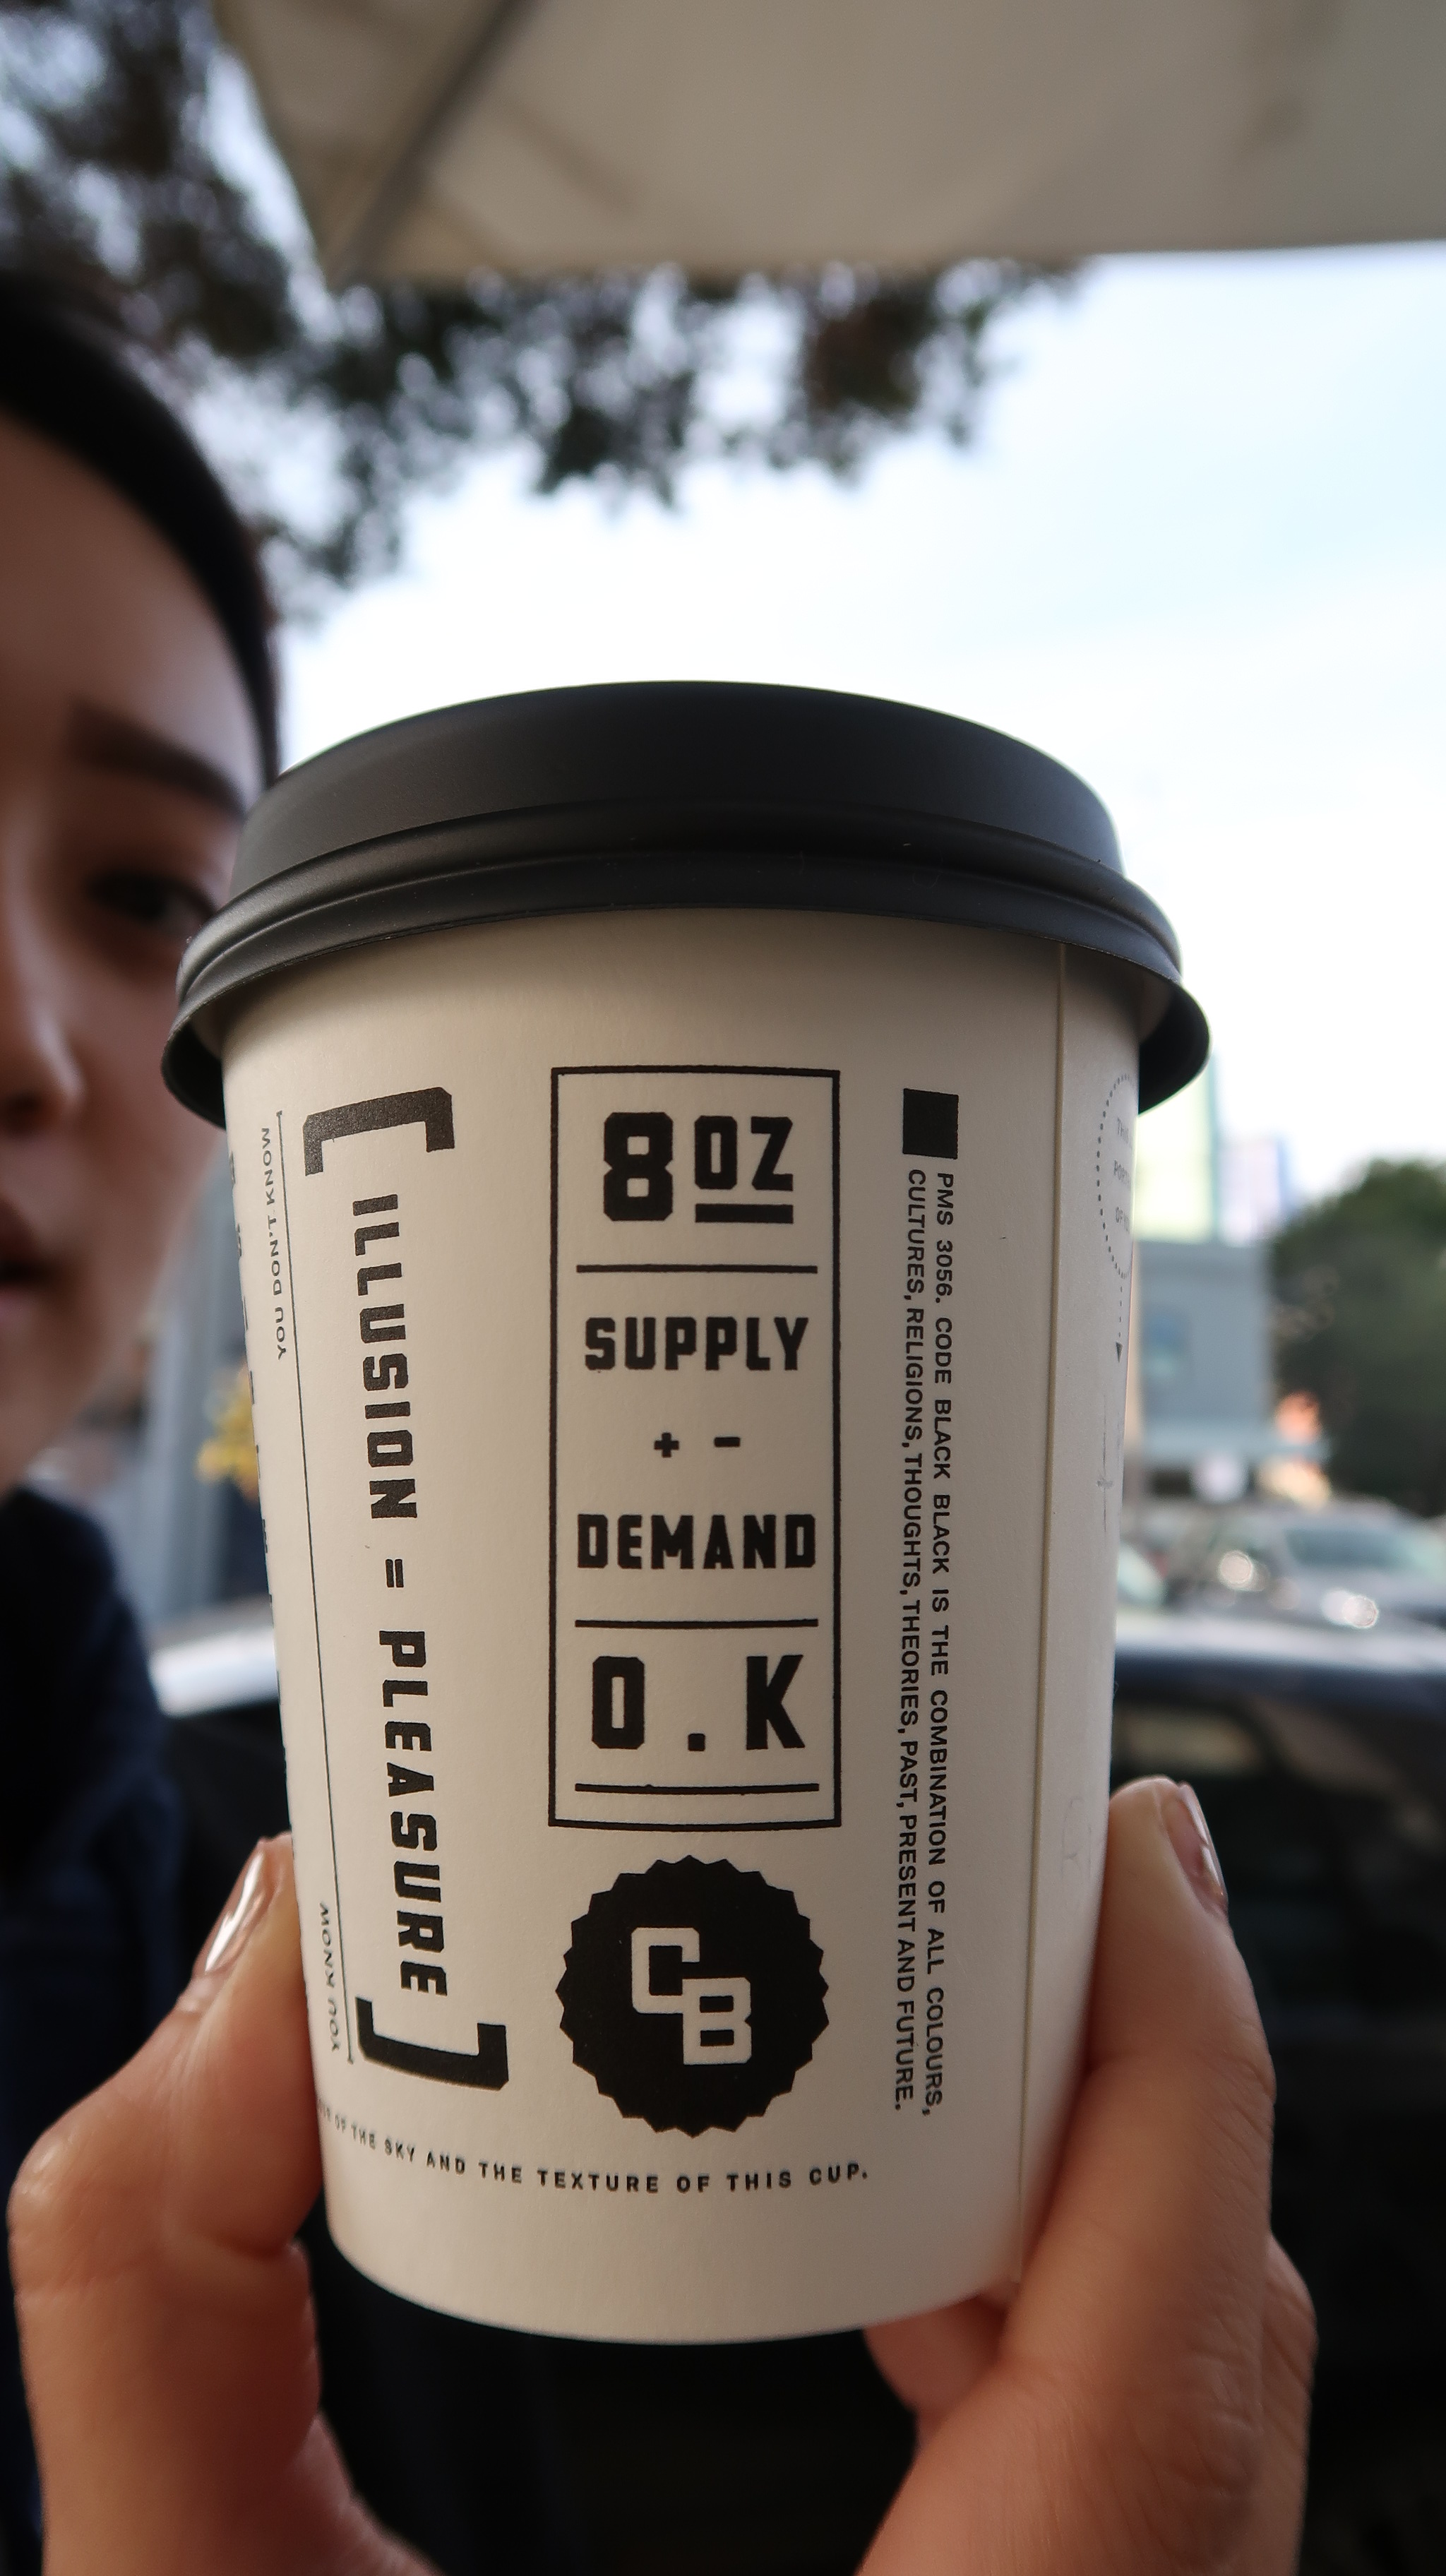 YOU DON'T KNOW
YOU KNOW
[ ILLUSION = PLEASURE ]
8OZ
SUPPLY
+ -
DEMAND
O.K
CB
PMS 3056. CODE BLACK BLACK IS THE COMBINATION OF ALL COLOURS,
CULTURES, RELIGIONS, THOUGHTS, THEORIES, PAST, PRESENT AND FUTURE.
OF THE SKY AND THE TEXTURE OF THIS CUP.